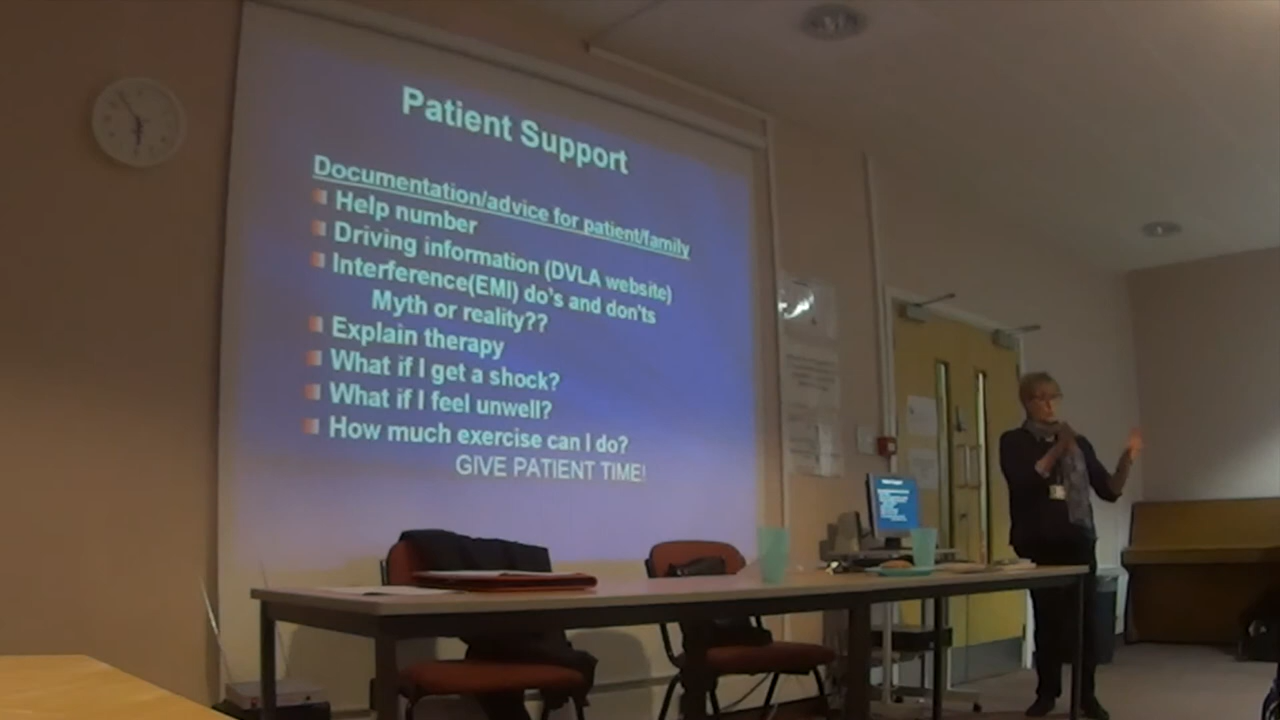 Patient Support
Documentation/advice for patient/family
Help number
Driving information (DVLA website)
Interference(EMI) do's and don'ts
Myth or reality??
Explain therapy
What if I get a shock?
What if I feel unwell?
How much exercise can I do?
GIVE PATIENT TIME!